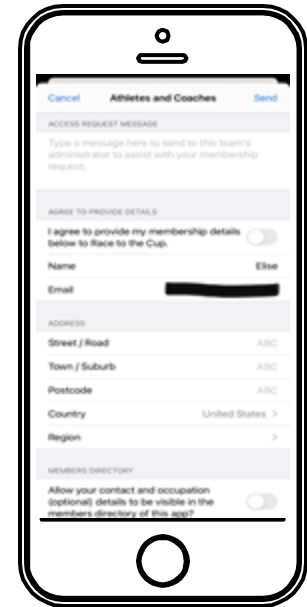 Cancel Athletes and Coaches Send
ACCESS REQUEST MESSAGE
Type a message here to send to this team's
administrator to assist with your membership
request.
AGREE TO PROVIDE DETAILS
I agree to provide my membership details
below to Race to the Cup.
Name Elise
Email
ADDRESS
Street / Road ABC
Town / Suburb ABC
Postcode ABC
Country United States >
Region >
MEMBERS DIRECTORY
Allow your contact and occupation
(optional) details to be visible in the
members directory of this app?